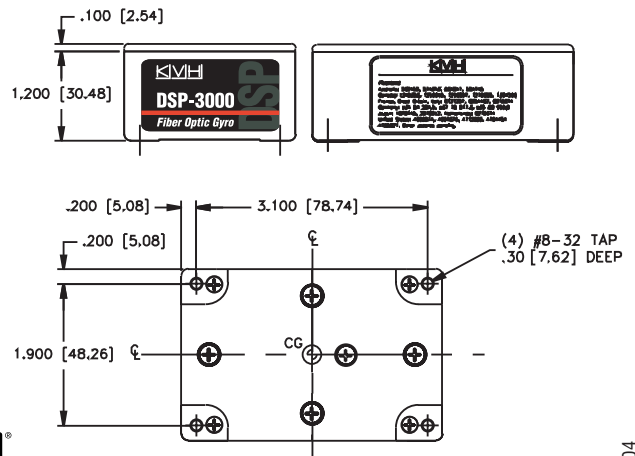 .100 [2.54]
1.200 [30.48]
KVH
DSP
DSP-3000
Fiber Optic Gyro
KVH
.200 [5.08]
3.100 [78.74]
.200 [5.08]
℄
(4) #8-32 TAP
.30 [7.62] DEEP
1.900 [48.26]
℄
CG
®
04